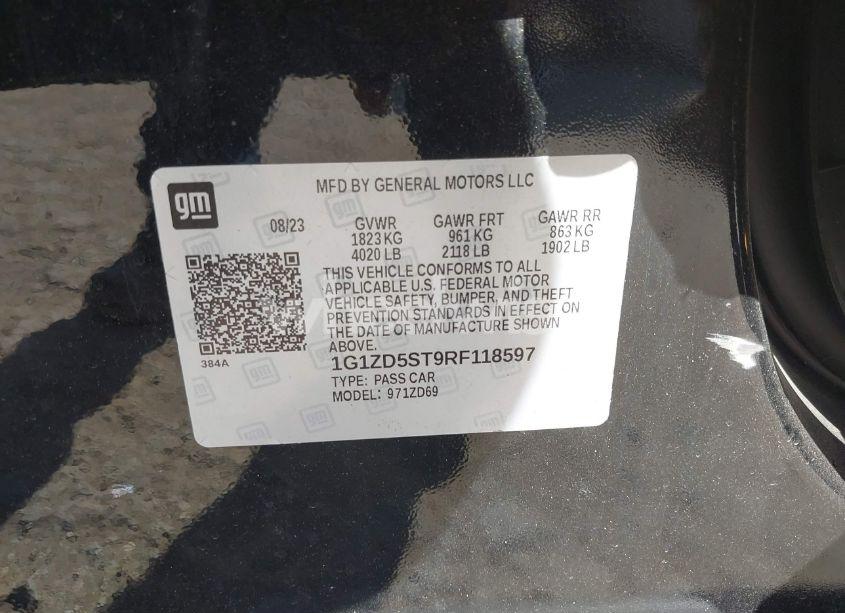 gm
MFD BY GENERAL MOTORS LLC
08/23
GVWR
1823 KG
4020 LB
GAWR FRT
961 KG
2118 LB
GAWR RR
863 KG
1902 LB
THIS VEHICLE CONFORMS TO ALL
APPLICABLE U.S. FEDERAL MOTOR
VEHICLE SAFETY, BUMPER, AND THEFT
PREVENTION STANDARDS IN EFFECT ON
THE DATE OF MANUFACTURE SHOWN
ABOVE.
384A
1G1ZD5ST9RF118597
TYPE: PASS CAR
MODEL: 971ZD69